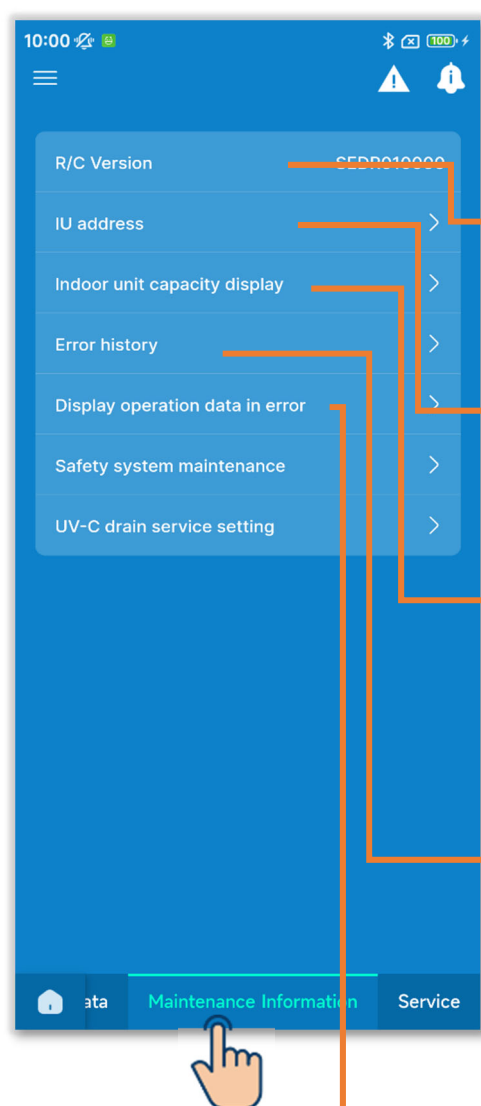 10:00
100
R/C Version SEDR010000
IU address
Indoor unit capacity display
Error history
Display operation data in error
Safety system maintenance
UV-C drain service setting
ata Maintenance Information Service